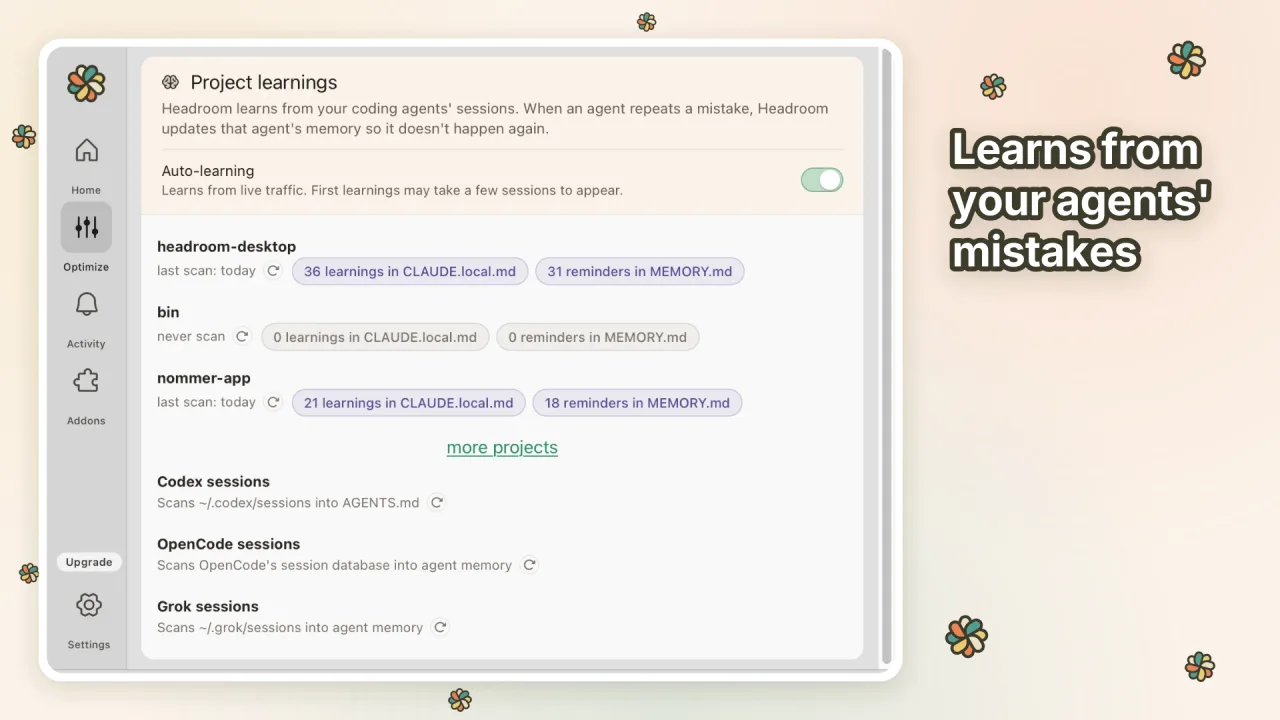 Project learnings
Headroom learns from your coding agents' sessions. When an agent repeats a mistake, Headroom
updates that agent's memory so it doesn't happen again.
Auto-learning
Learns from live traffic. First learnings may take a few sessions to appear.
Home
Optimize
Activity
Addons
Upgrade
Settings
headroom-desktop
last scan: today
36 learnings in CLAUDE.local.md
31 reminders in MEMORY.md
bin
never scan
0 learnings in CLAUDE.local.md
0 reminders in MEMORY.md
nommer-app
last scan: today
21 learnings in CLAUDE.local.md
18 reminders in MEMORY.md
more projects
Codex sessions
Scans ~/.codex/sessions into AGENTS.md
OpenCode sessions
Scans OpenCode's session database into agent memory
Grok sessions
Scans ~/.grok/sessions into agent memory
Learns from
your agents'
mistakes